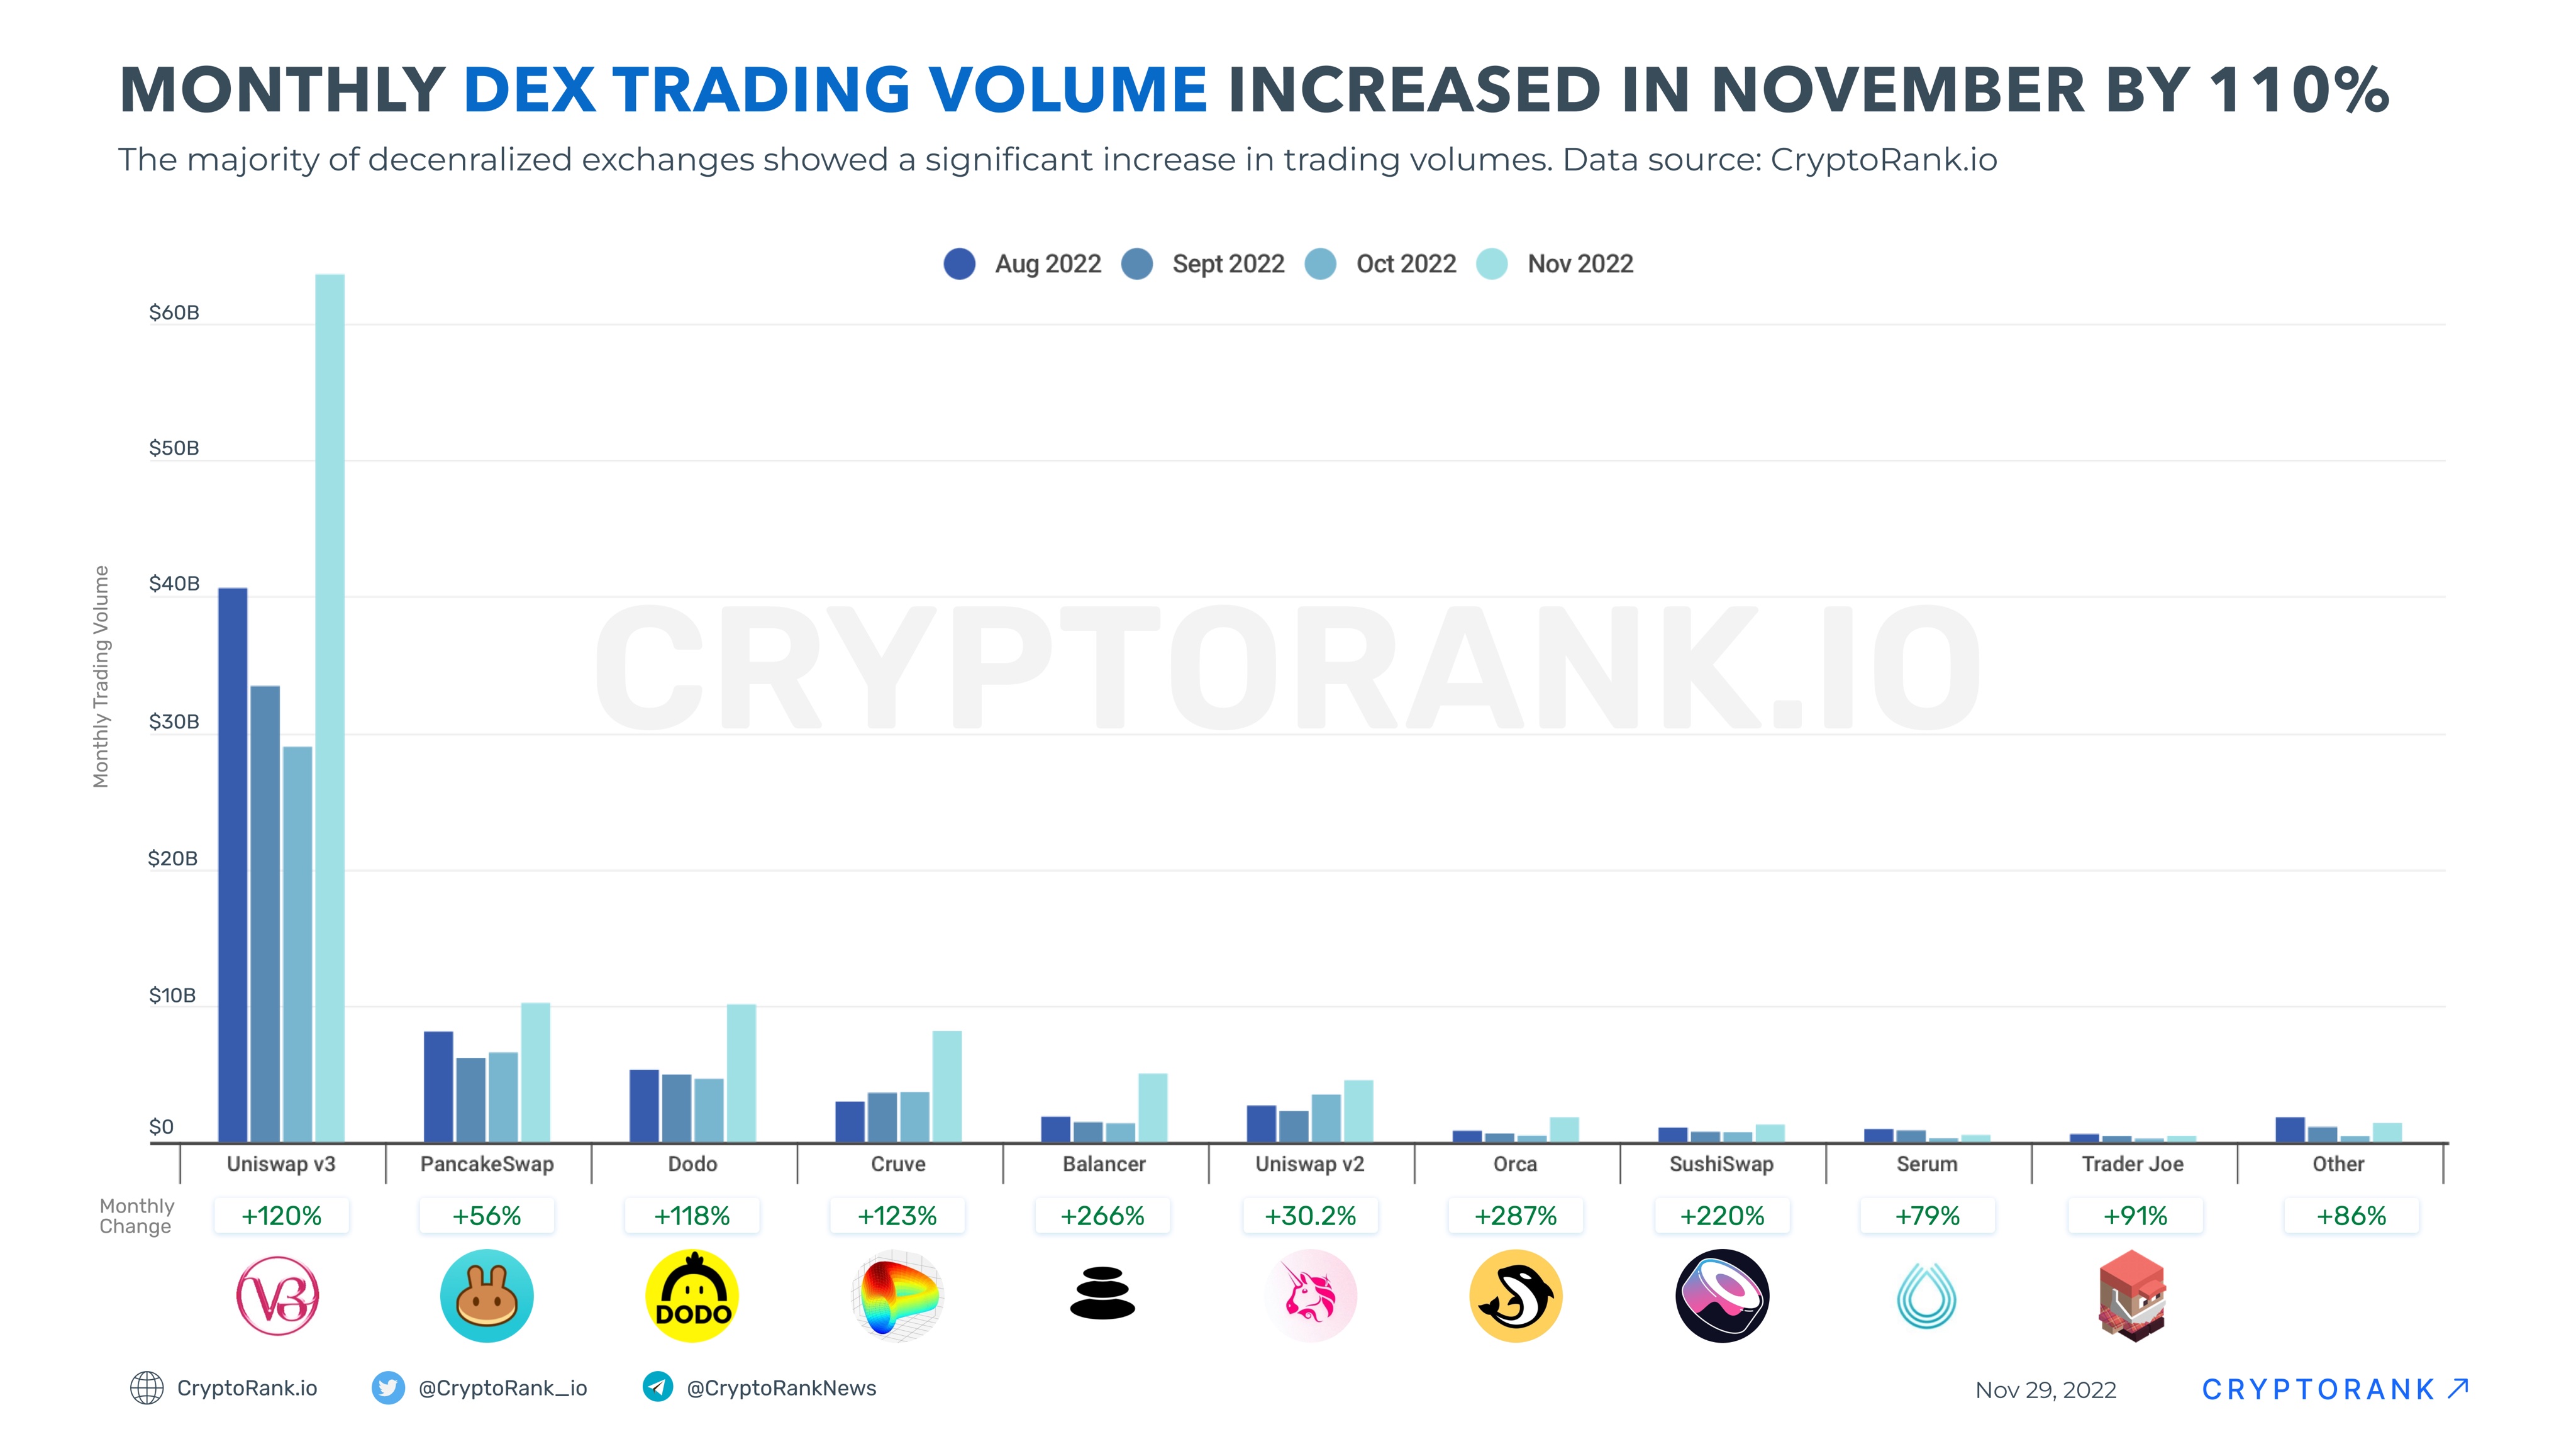 MONTHLY DEX TRADING VOLUME INCREASED IN NOVEMBER BY 110%
The majority of decenralized exchanges showed a significant increase in trading volumes. Data source: CryptoRank.io
Aug 2022 Sept 2022 Oct 2022 Nov 2022
$60B
$50B
$40B
$30B
$20B
$10B
$0
Monthly Trading Volume
CRYPTORANK.IO
Uniswap v3 PancakeSwap Dodo Cruve Balancer Uniswap v2 Orca SushiSwap Serum Trader Joe Other
Monthly
Change
+120% +56% +118% +123% +266% +30.2% +287% +220% +79% +91% +86%
V3
DODO
CryptoRank.io @CryptoRank_io @CryptoRankNews
Nov 29, 2022 CRYPTORANK